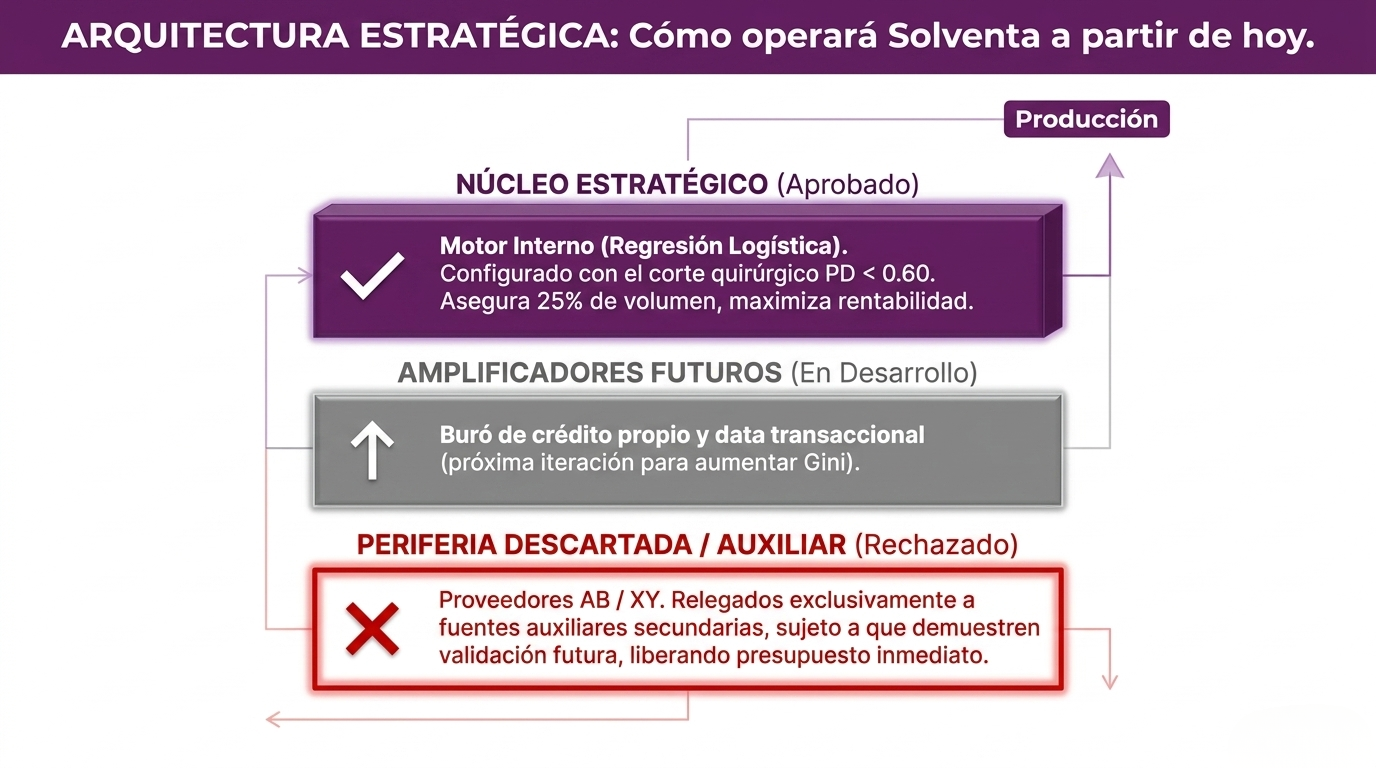 ARQUITECTURA ESTRATÉGICA: Cómo operará Solventa a partir de hoy.
Producción
NÚCLEO ESTRATÉGICO (Aprobado)
Motor Interno (Regresión Logística).
Configurado con el corte quirúrgico PD < 0.60.
Asegura 25% de volumen, maximiza rentabilidad.
AMPLIFICADORES FUTUROS (En Desarrollo)
Buró de crédito propio y data transaccional
(próxima iteración para aumentar Gini).
PERIFERIA DESCARTADA / AUXILIAR (Rechazado)
Proveedores AB / XY. Relegados exclusivamente a
fuentes auxiliares secundarias, sujeto a que demuestren
validación futura, liberando presupuesto inmediato.